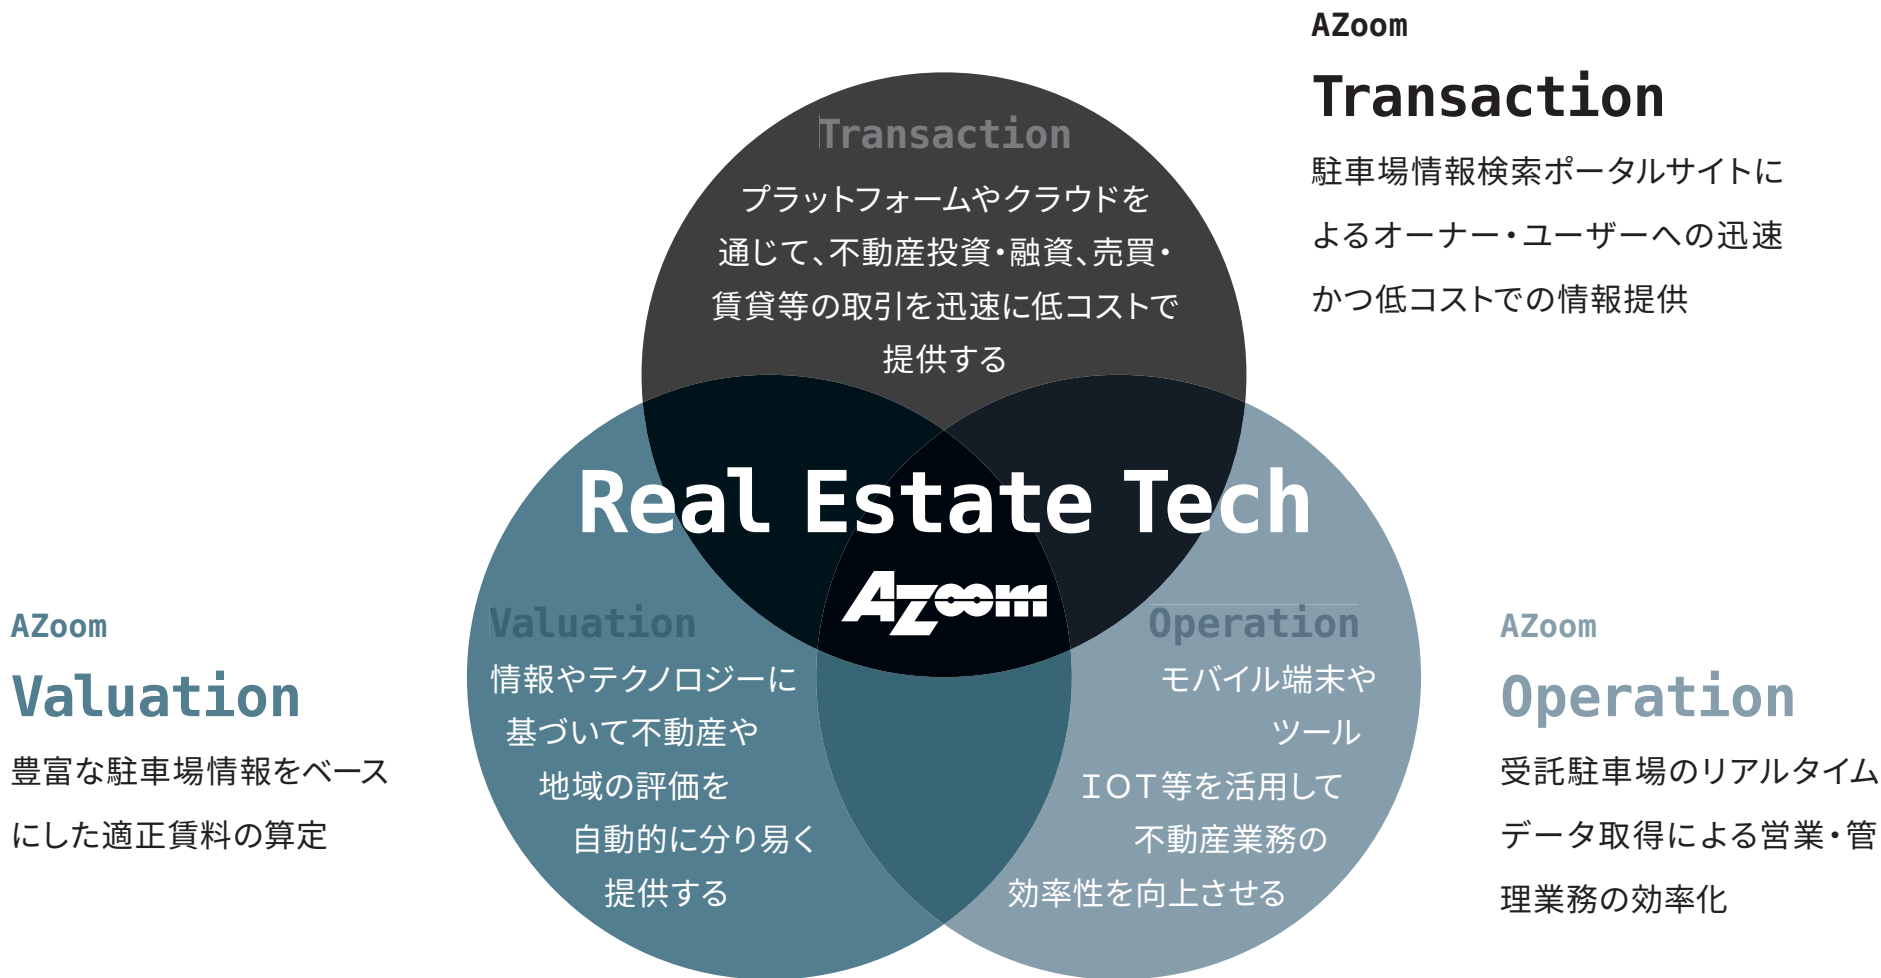 AZoom
Transaction
駐車場情報検索ポータルサイトに
よるオーナー・ユーザーへの迅速
かつ低コストでの情報提供
Transaction
プラットフォームやクラウドを
通じて、不動産投資・融資、売買・
賃貸等の取引を迅速に低コストで
提供する
Real Estate Tech
AZoom
Valuation
情報やテクノロジーに
基づいて不動産や
地域の評価を
自動的に分り易く
提供する
Operation
モバイル端末や
ツール
ＩＯＴ等を活用して
不動産業務の
効率性を向上させる
AZoom
Valuation
豊富な駐車場情報をベース
にした適正賃料の算定
AZoom
Operation
受託駐車場のリアルタイム
データ取得による営業・管
理業務の効率化